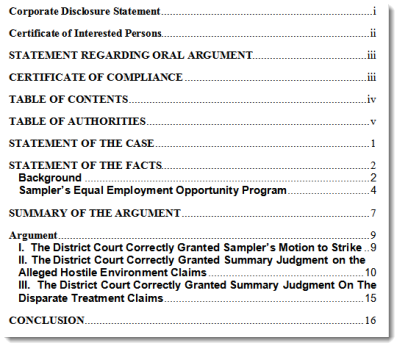 Corporate Disclosure Statement........................................i
Certificate of Interested Persons........................................ii
STATEMENT REGARDING ORAL ARGUMENT........................................iii
CERTIFICATE OF COMPLIANCE........................................iii
TABLE OF CONTENTS........................................iv
TABLE OF AUTHORITIES........................................v
STATEMENT OF THE CASE........................................1
STATEMENT OF THE FACTS........................................2
Background ........................................2
Sampler's Equal Employment Opportunity Program........................................4
SUMMARY OF THE ARGUMENT........................................7
Argument........................................9
I. The District Court Correctly Granted Sampler's Motion to Strike ...9
II. The District Court Correctly Granted Summary Judgment on the
Alleged Hostile Environment Claims........................................10
III. The District Court Correctly Granted Summary Judgment On The
Disparate Treatment Claims........................................15
CONCLUSION........................................16